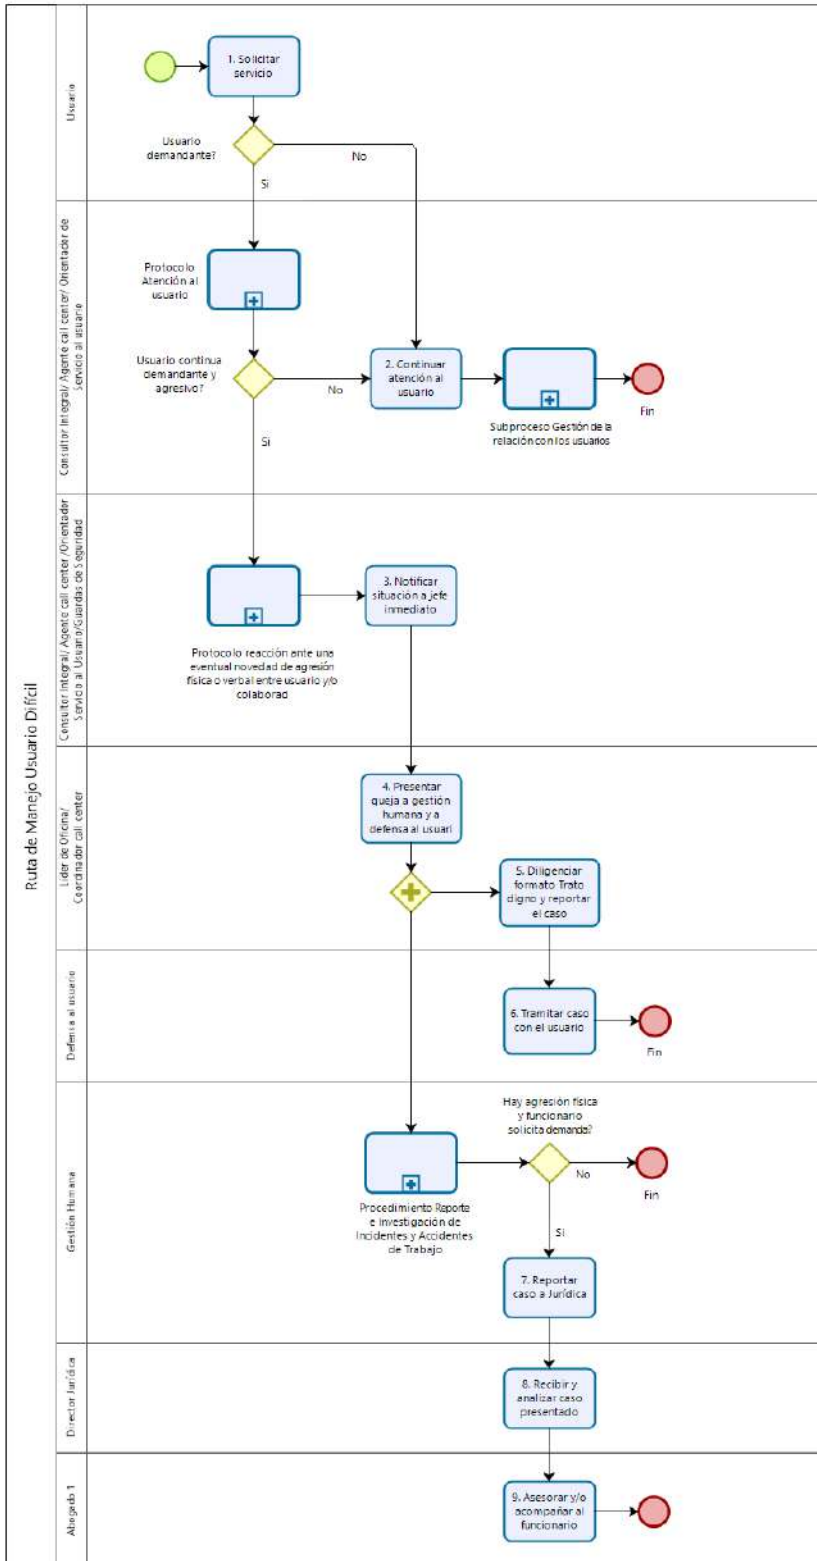 Ruta de Manejo Usuario Difícil
Usuario
1. Solicitar
servicio
Usuario
demandante?
No
Si
Consultor Integral/ Agente call center/ Orientador de
Servicio al usuario
Protocolo
Atención al
usuario
Usuario continua
demandante y
agresivo?
No
2. Continuar
atención al
usuario
Subproceso Gestión de la
relación con los usuarios
Fin
Si
Consultor Integral/ Agente call center /Orientador
Servicio al Usuario/Guardas de Seguridad
3. Notificar
situación a jefe
inmediato
Protocolo reacción ante una
eventual novedad de agresión
física o verbal entre usuario y/o
colaborad
Lider de Oficina/
Coordinador call center
4. Presentar
queja a gestión
humana y a
defensa al usuari
5. Diligenciar
formato Trato
digno y reportar
el caso
Defensa al usuario
6. Tramitar caso
con el usuario
Fin
Gestión Humana
Hay agresión física
y funcionario
solicita demanda?
No
Fin
Procedimiento Reporte
e Investigación de
Incidentes y Accidentes
de Trabajo
Si
7. Reportar
caso a Jurídica
Director Jurídica
8. Recibir y
analizar caso
presentado
Abogado 1
9. Asesorar y/o
acompañar al
funcionario